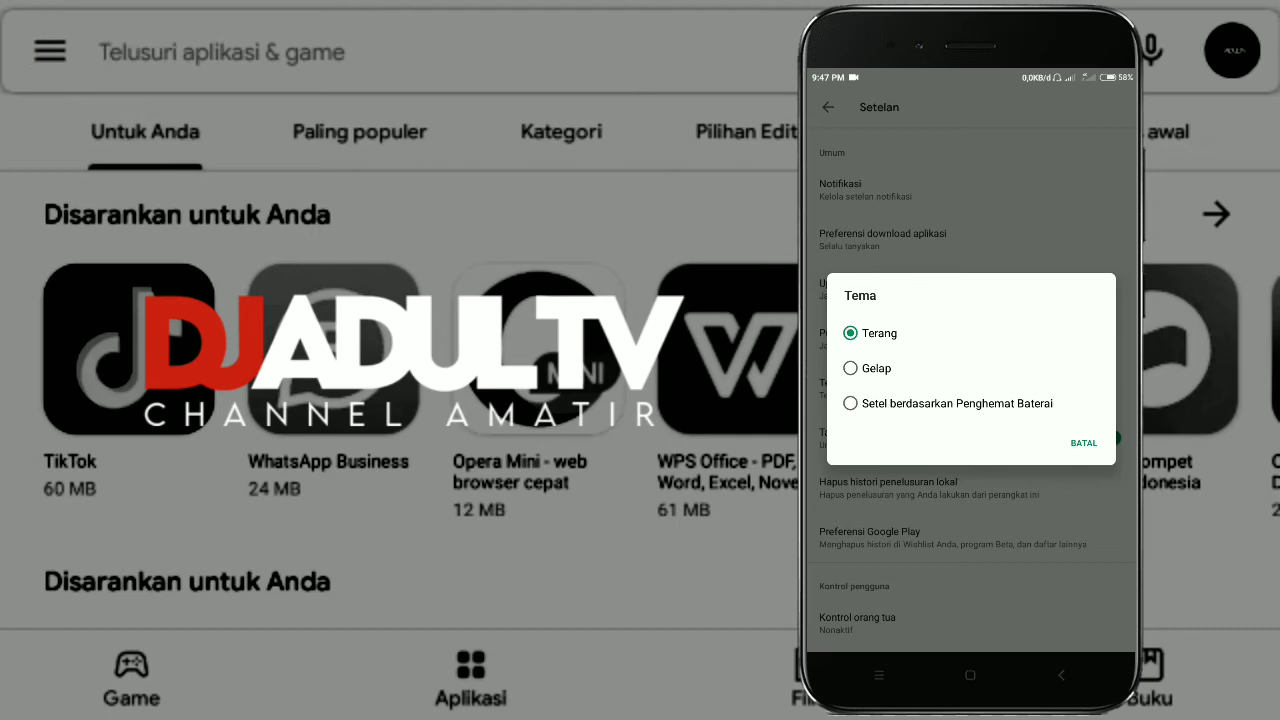 Telusuri aplikasi & game
ADULTV
Untuk Anda
Paling populer
Kategori
Pilihan Edit
awal
Disarankan untuk Anda
DJADULTV
CHANNEL AMATIR
MINI
TikTok
60 MB
WhatsApp Business
24 MB
Opera Mini - web
browser cepat
12 MB
WPS Office - PDF,
Word, Excel, Nove
61 MB
ompet
donesia
Disarankan untuk Anda
Game
Aplikasi
Buku
9:47 PM
0,0KB/d
58%
Setelan
Umum
Notifikasi
Kelola setelan notifikasi
Preferensi download aplikasi
Selalu tanyakan
Tema
Terang
Gelap
Setel berdasarkan Penghemat Baterai
BATAL
Hapus histori penelusuran lokal
Hapus penelusuran yang Anda lakukan dari perangkat ini
Preferensi Google Play
Menghapus histori di Wishlist Anda, program Beta, dan daftar lainnya
Kontrol pengguna
Kontrol orang tua
Nonaktif